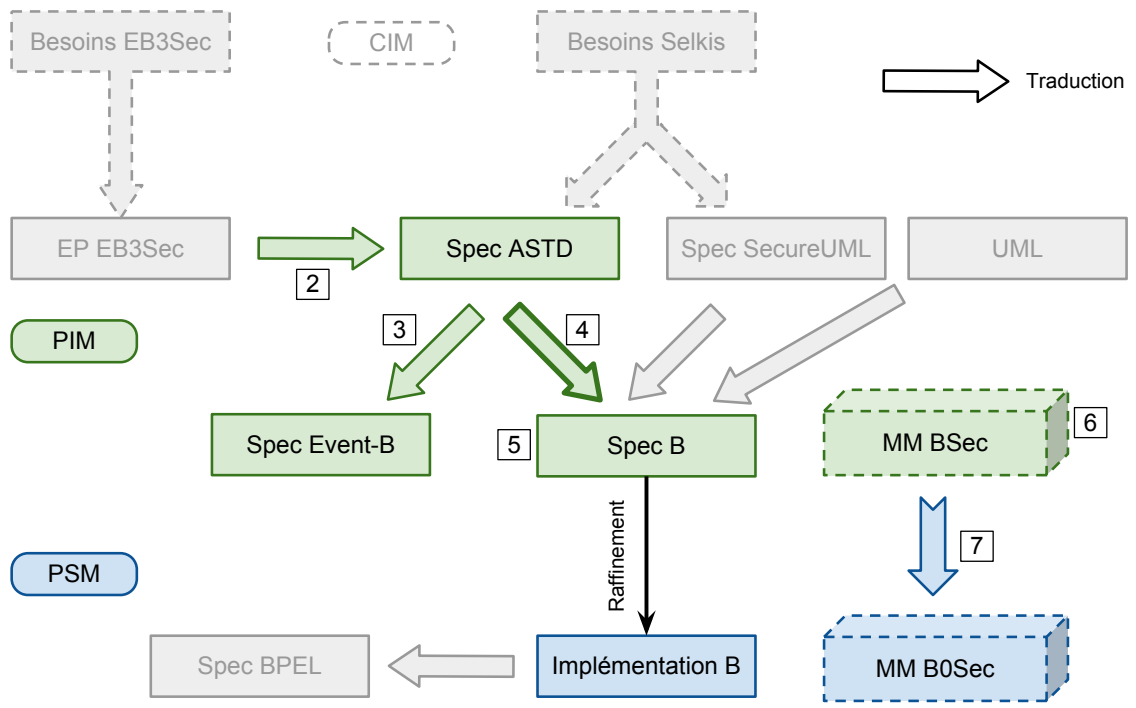 Besoins EB3Sec
CIM
Besoins Selkis
Traduction
EP EB3Sec
Spec ASTD
Spec SecureUML
UML
2
3
4
PIM
Spec Event-B
5
Spec B
MM BSec
6
Raffinement
7
PSM
Spec BPEL
Implémentation B
MM B0Sec